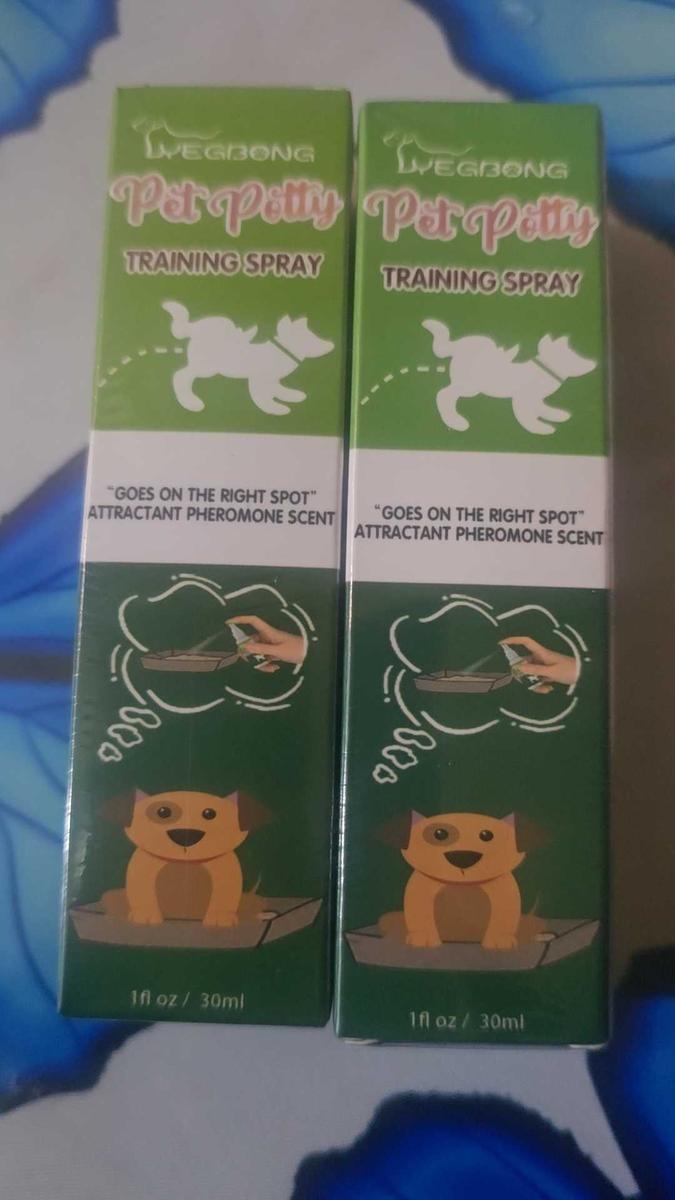 YEGBONG
Pet Potty
TRAINING SPRAY
"GOES ON THE RIGHT SPOT"
ATTRACTANT PHEROMONE SCENT
1fl oz / 30ml
YEGBONG
Pet Potty
TRAINING SPRAY
"GOES ON THE RIGHT SPOT"
ATTRACTANT PHEROMONE SCENT
1fl oz / 30ml